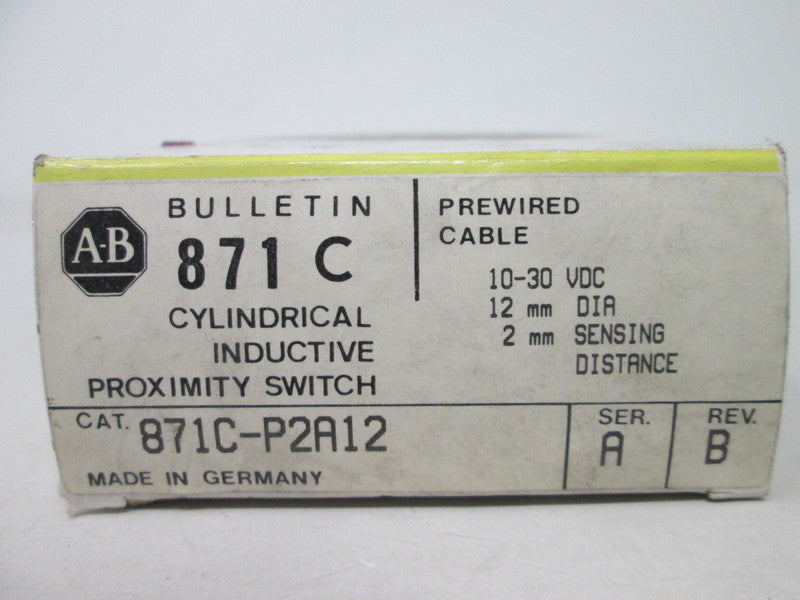 A-B
BULLETIN
871 C
CYLINDRICAL
INDUCTIVE
PROXIMITY SWITCH
PREWIRED
CABLE
10-30 VDC
12 mm DIA
2 mm SENSING
DISTANCE
CAT. 871C-P2A12
SER. A
REV. B
MADE IN GERMANY